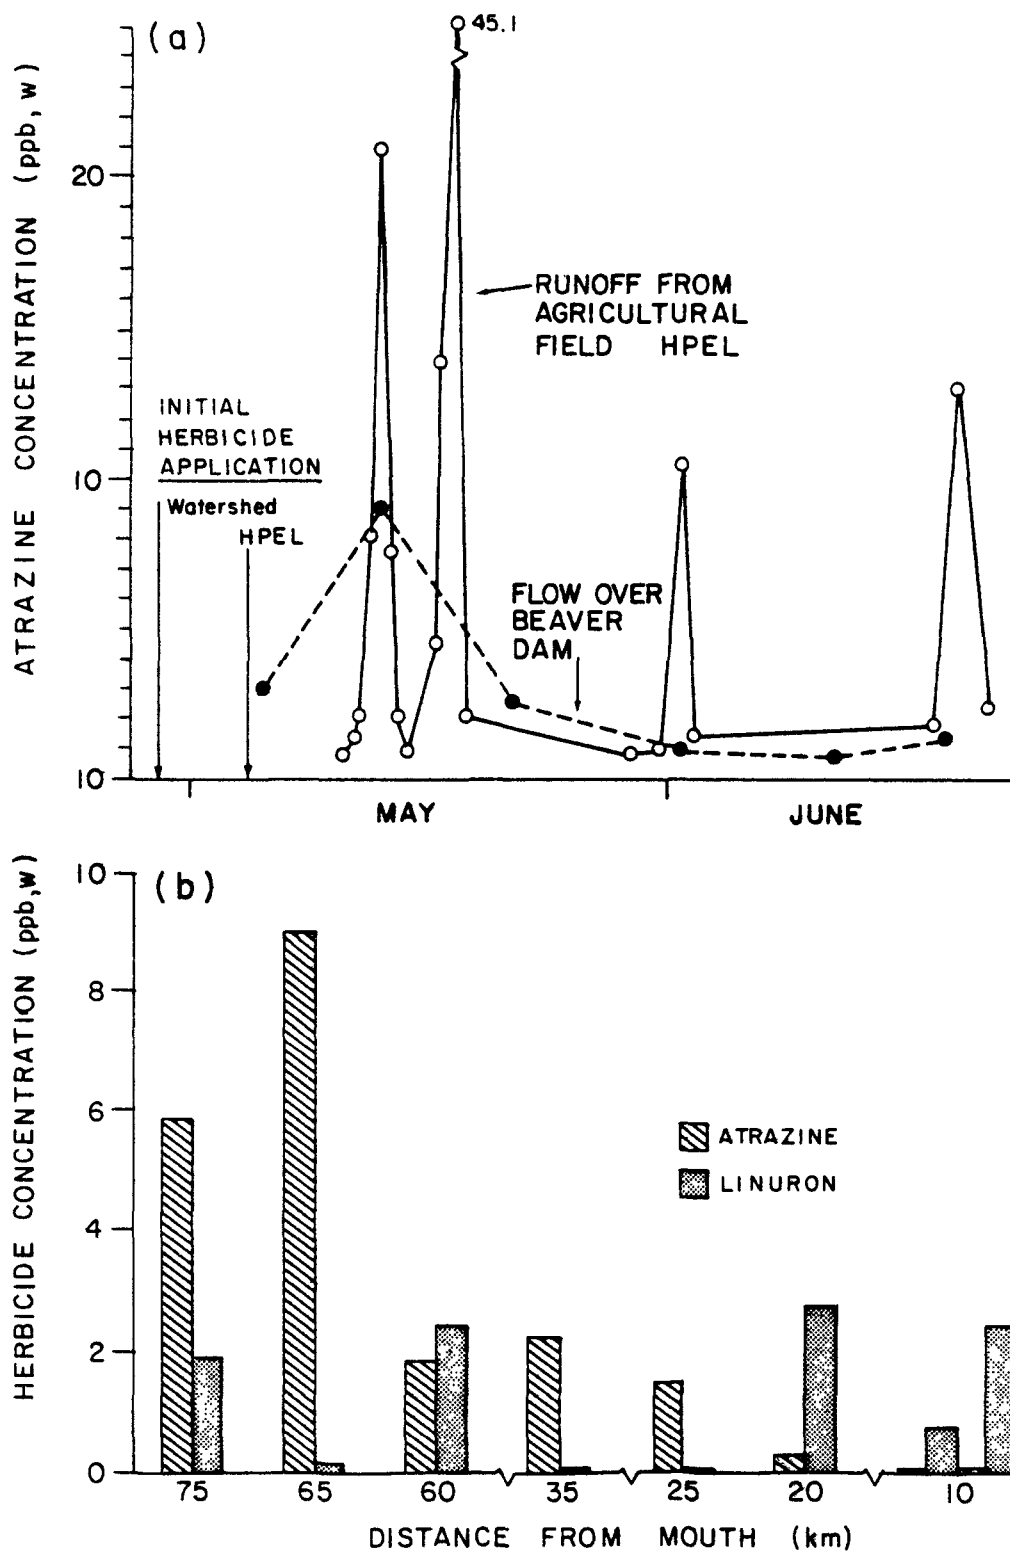 (a)
45.1
ATRAZINE CONCENTRATION (ppb, w)
20
10
10
RUNOFF FROM
AGRICULTURAL
FIELD HPEL
INITIAL
HERBICIDE
APPLICATION
Watershed
HPEL
FLOW OVER
BEAVER
DAM
MAY
JUNE
(b)
HERBICIDE CONCENTRATION (ppb,w)
10
8
6
4
2
0
ATRAZINE
LINURON
75 65 60 35 25 20 10
DISTANCE FROM MOUTH (km)